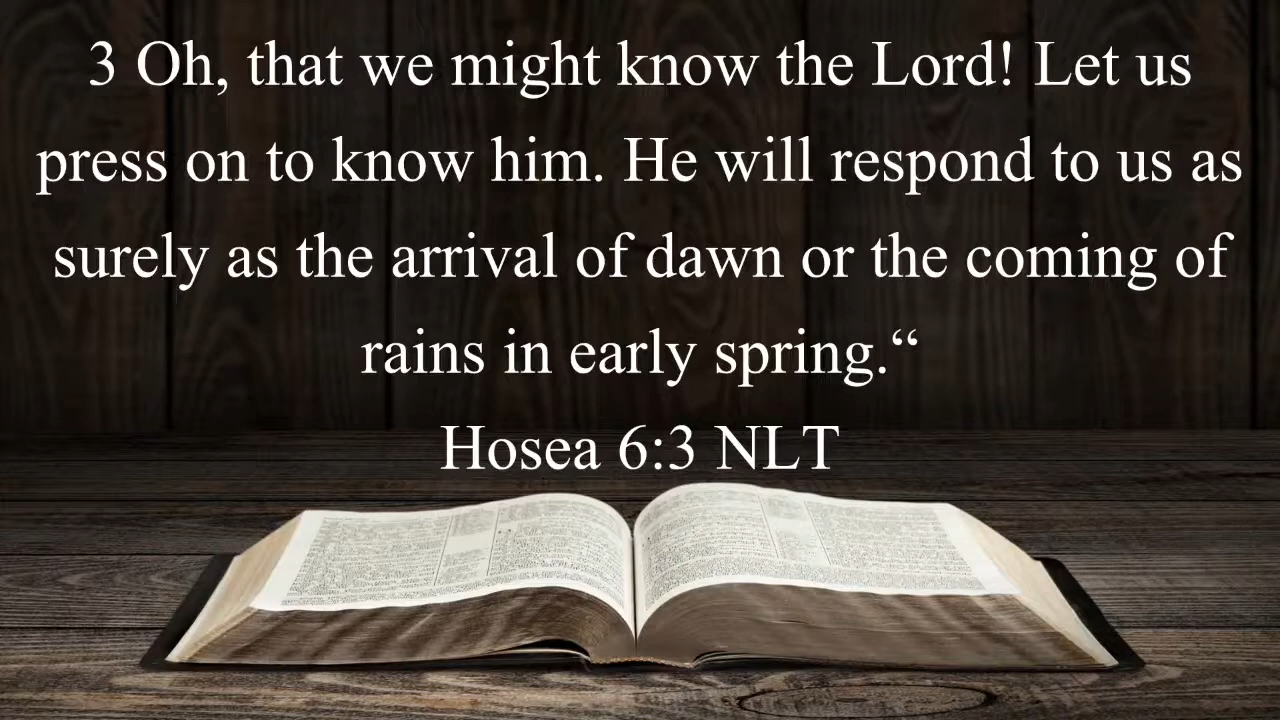 3 Oh, that we might know the Lord! Let us
press on to know him. He will respond to us as
surely as the arrival of dawn or the coming of
rains in early spring.“
Hosea 6:3 NLT